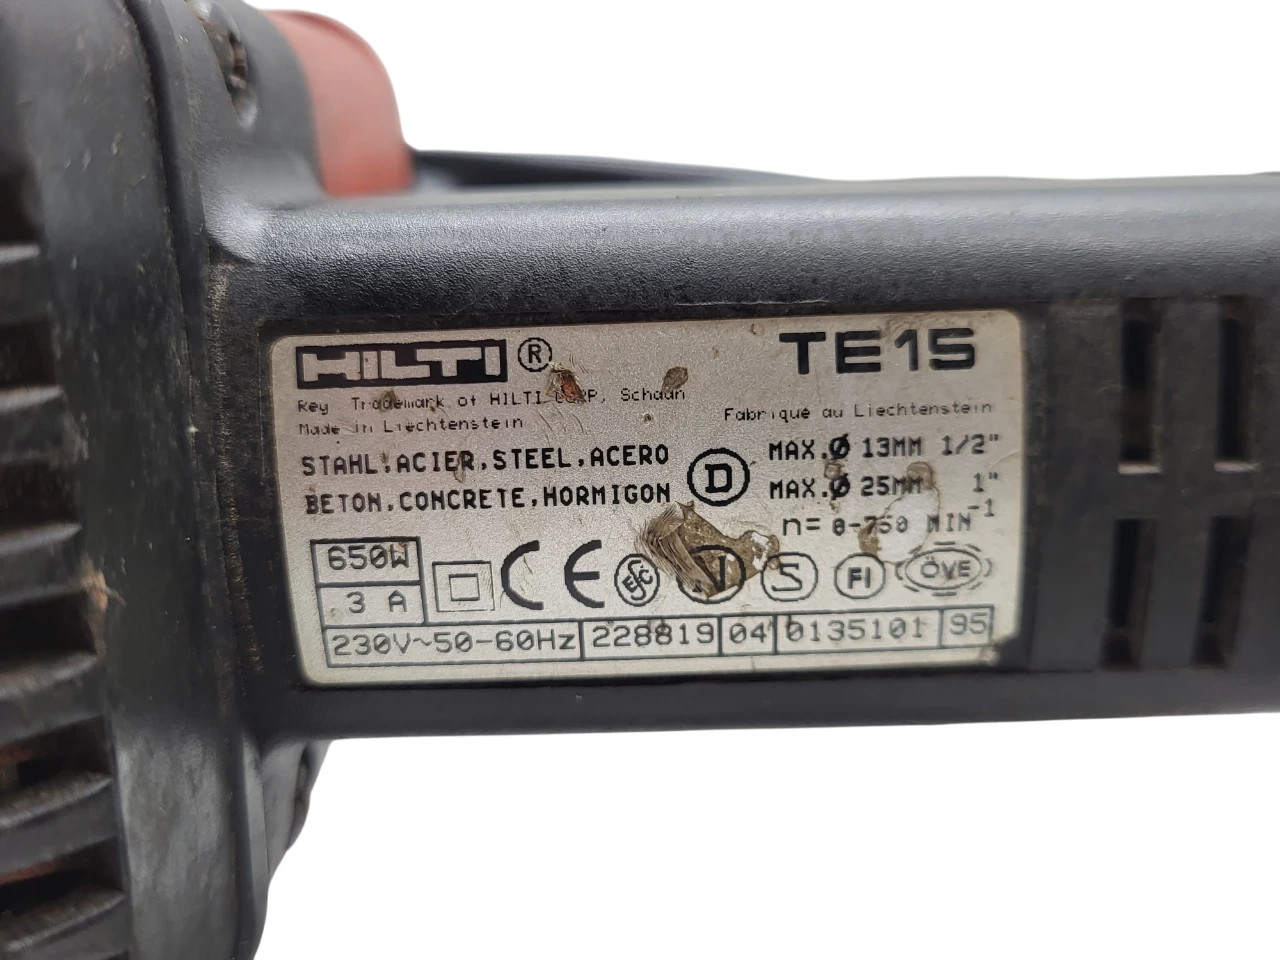 HILTI ® TE15
Key Trademark of HILTI CORP, Schaan
Fabrique au Liechtenstein
Made in Liechtenstein
STAHL,ACIER,STEEL,ACERO MAX.Ø 13MM 1/2"
D
BETON,CONCRETE,HORMIGON MAX.Ø 25MM 1"
n= 0-750 MIN-1
650W
3 A
CE S FI ÖVE
230V~50-60Hz 228819 04 0135101 95